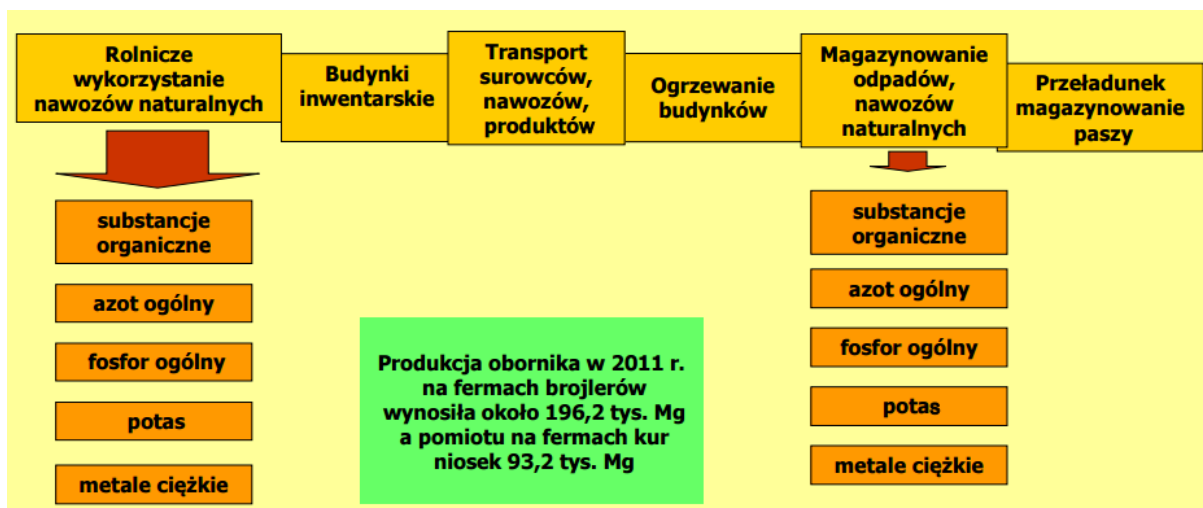 Rolnicze
wykorzystanie
nawozów naturalnych
Budynki
inwentarskie
Transport
surowców,
nawozów,
produktów
Ogrzewanie
budynków
Magazynowanie
odpadów,
nawozów
naturalnych
Przeładunek
magazynowanie
paszy
substancje
organiczne
azot ogólny
fosfor ogólny
potas
metale ciężkie
Produkcja obornika w 2011 r.
na fermach brojlerów
wynosiła około 196,2 tys. Mg
a pomiotu na fermach kur
niosek 93,2 tys. Mg
substancje
organiczne
azot ogólny
fosfor ogólny
potas
metale ciężkie